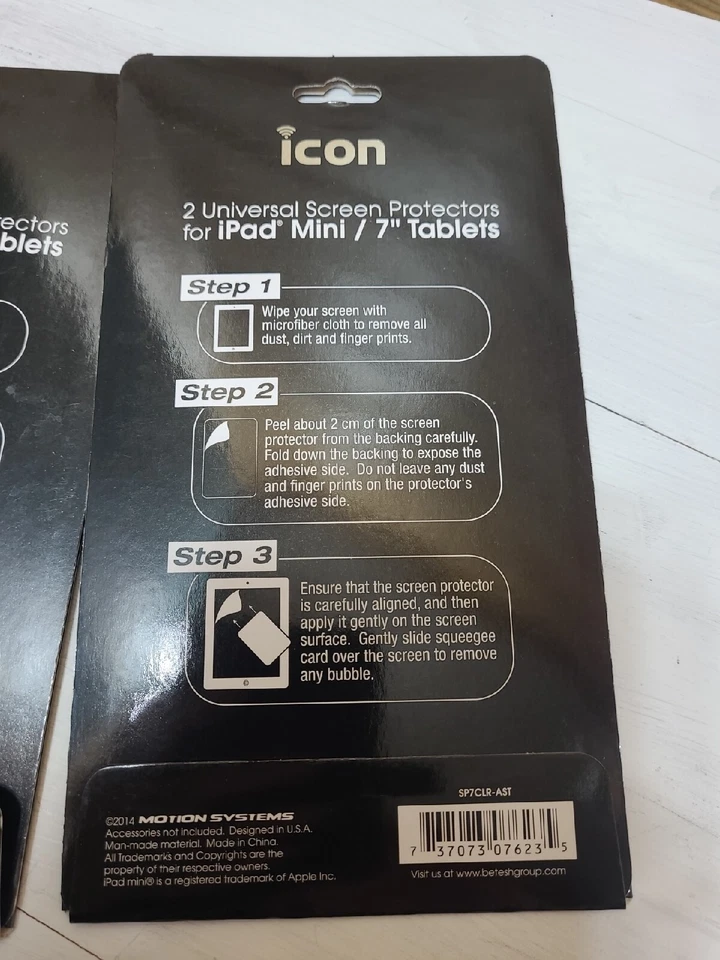 icon
2 Universal Screen Protectors
for iPad® Mini / 7" Tablets
Step 1
Wipe your screen with
microfiber cloth to remove all
dust, dirt and finger prints.
Step 2
Peel about 2 cm of the screen
protector from the backing carefully.
Fold down the backing to expose the
adhesive side. Do not leave any dust
and finger prints on the protector's
adhesive side.
Step 3
Ensure that the screen protector
is carefully aligned, and then
apply it gently on the screen
surface. Gently slide squeegee
card over the screen to remove
any bubble.
©2014 MOTION SYSTEMS
Accessories not included. Designed in U.S.A.
Man-made material. Made in China.
All Trademarks and Copyrights are the
property of their respective owners.
iPad mini® is a registered trademark of Apple Inc.
SP7CLR-AST
7 37073 07623 5
Visit us at www.beteshgroup.com
ectors
blets